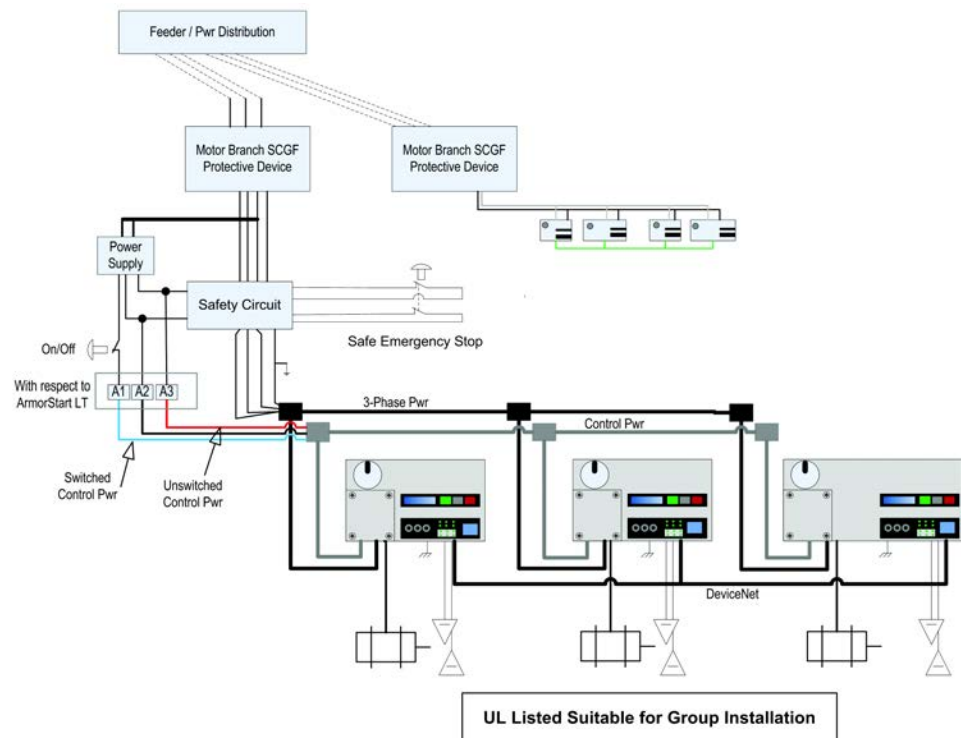 Feeder / Pwr Distribution
Motor Branch SCGF
Protective Device
Motor Branch SCGF
Protective Device
Power
Supply
Safety Circuit
Safe Emergency Stop
On/Off
With respect to
ArmorStart LT
A1 A2 A3
3-Phase Pwr
Control Pwr
Switched
Control Pwr
Unswitched
Control Pwr
DeviceNet
UL Listed Suitable for Group Installation